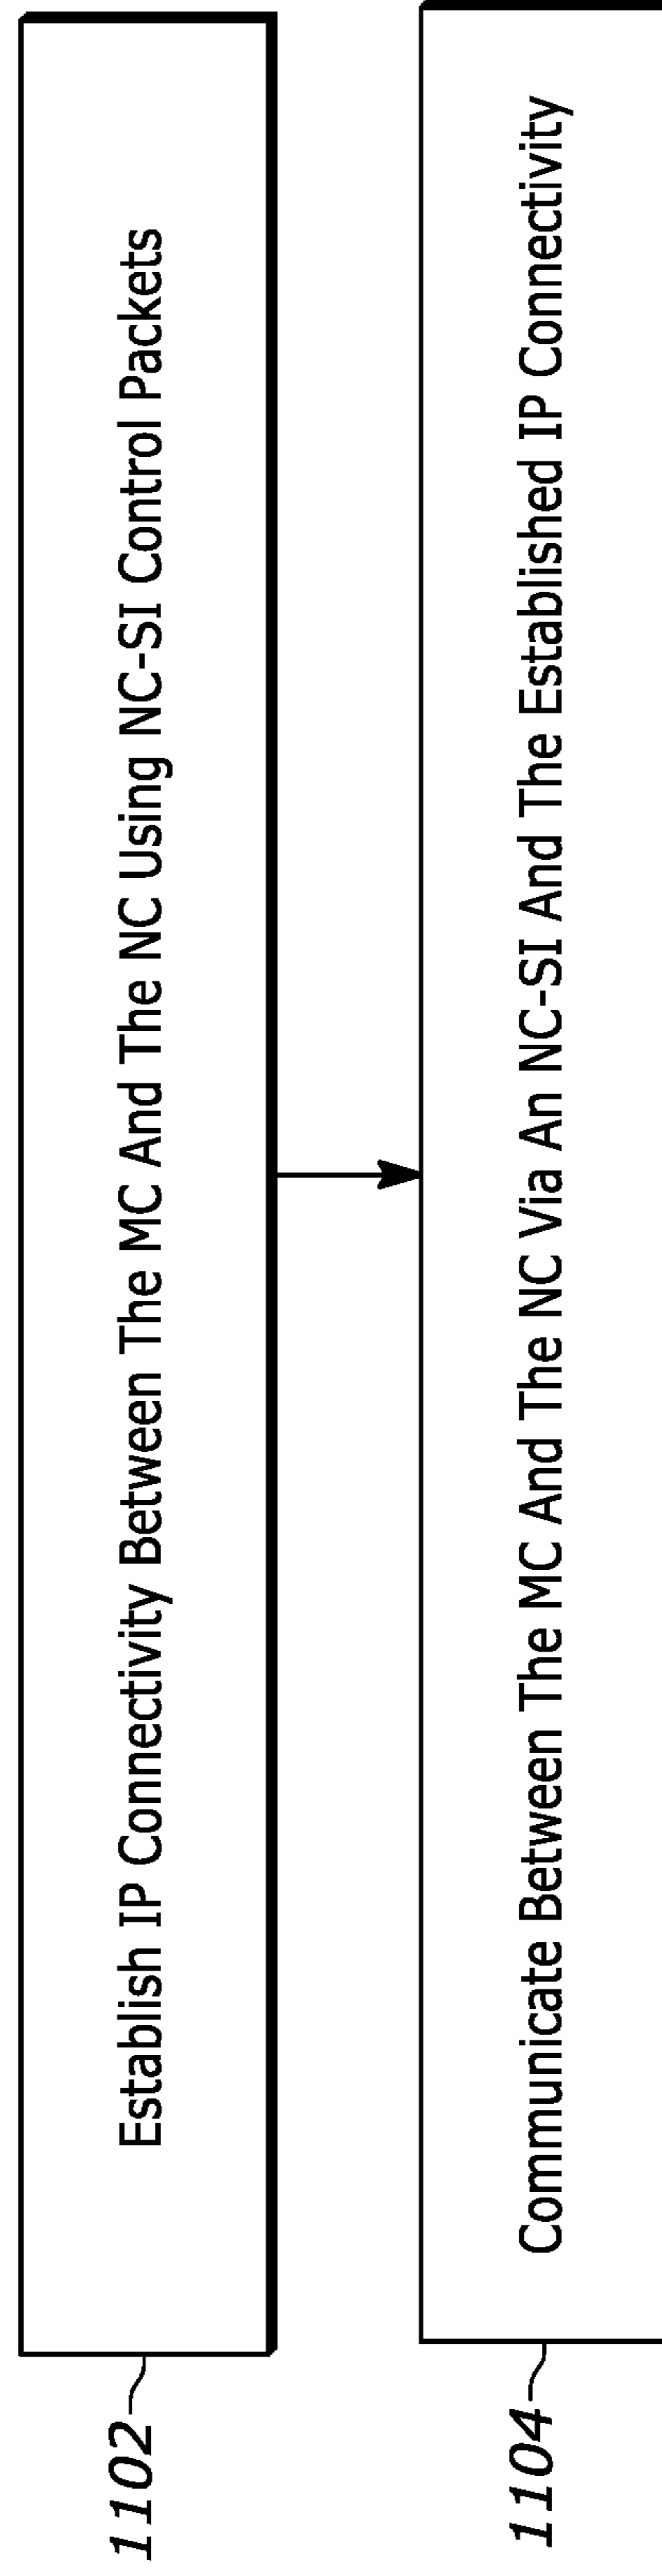 1102
Establish IP Connectivity Between The MC And The NC Using NC-SI Control Packets
1104
Communicate Between The MC And The NC Via An NC-SI And The Established IP Connectivity